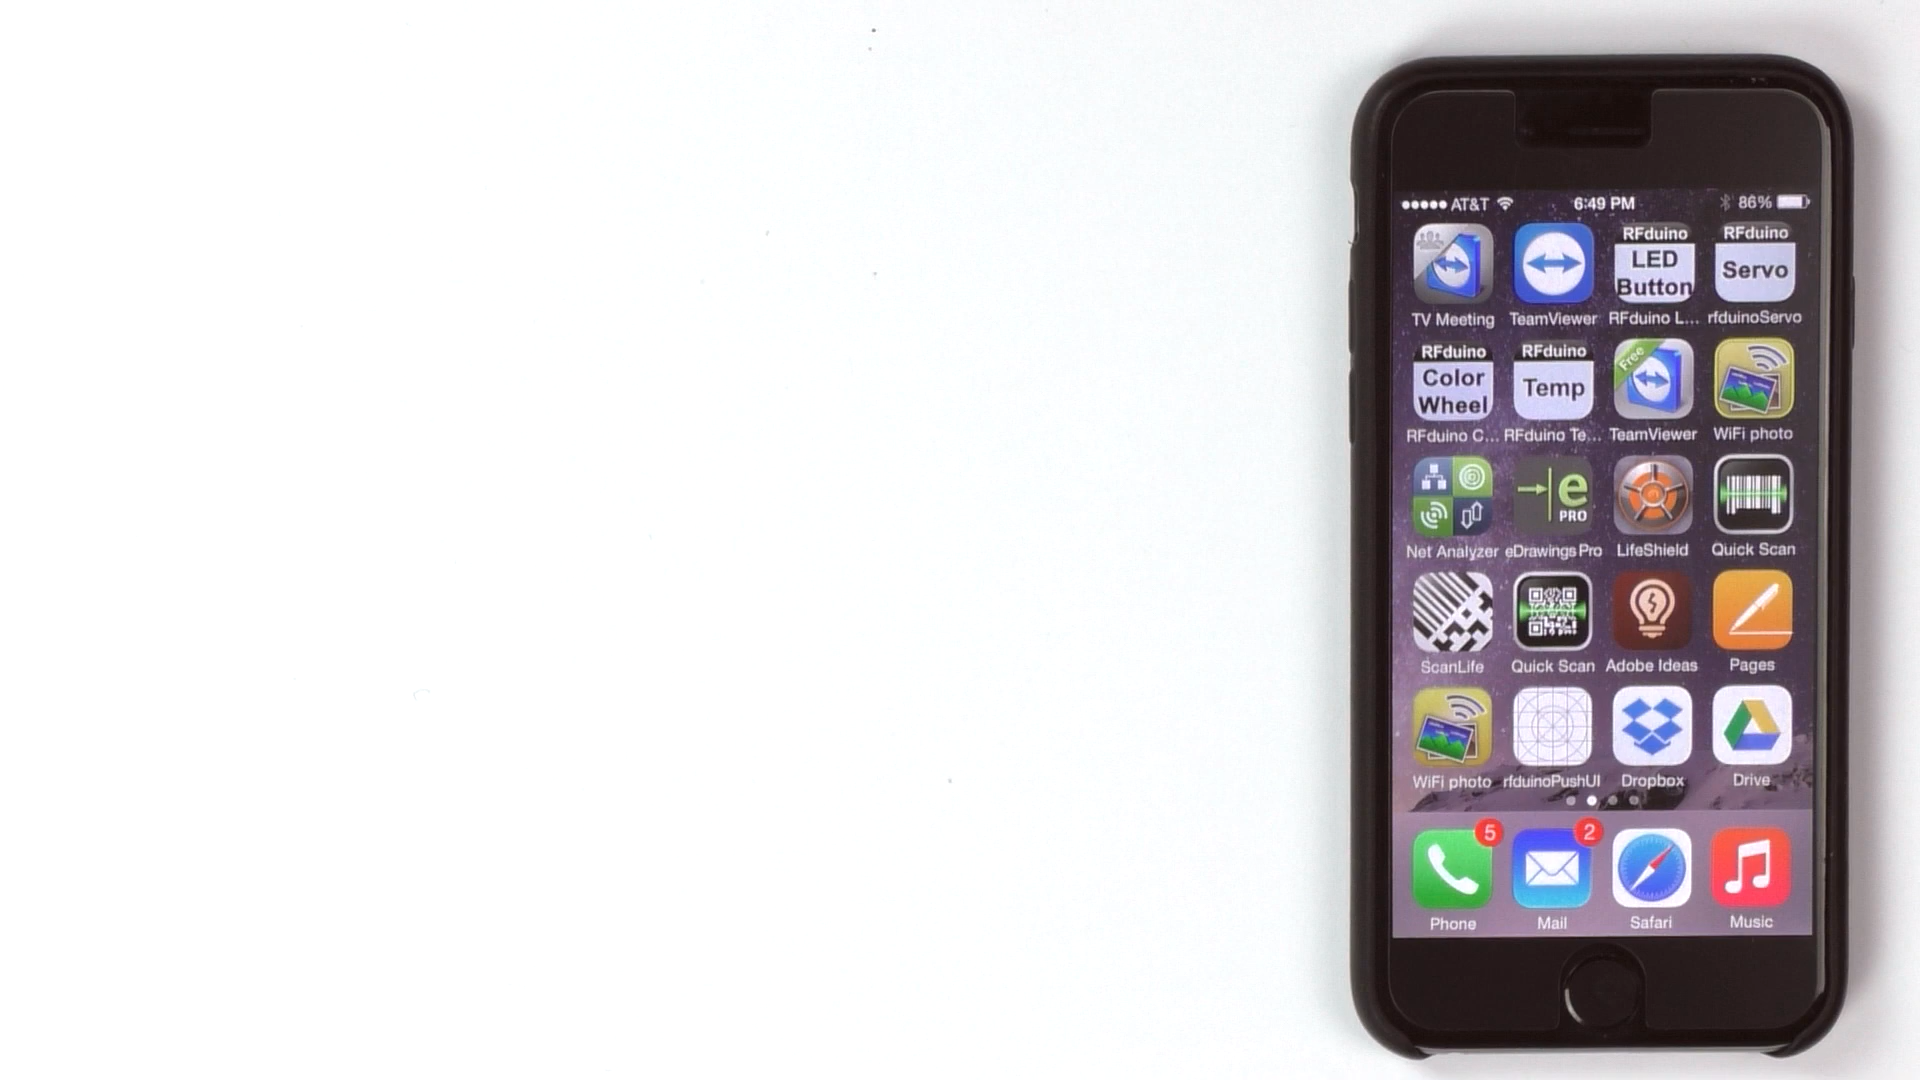 AT&T 6:49 PM 86%
RFduino RFduino
LED Servo
Button
TV Meeting TeamViewer RFduino L... rfduinoServo
RFduino RFduino Free
Color Temp
Wheel
RFduino C... RFduino Te... TeamViewer WiFi photo
e
PRO
Net Analyzer eDrawings Pro LifeShield Quick Scan
ScanLife Quick Scan Adobe Ideas Pages
WiFi photo rfduinoPushUI Dropbox Drive
5 2
Phone Mail Safari Music